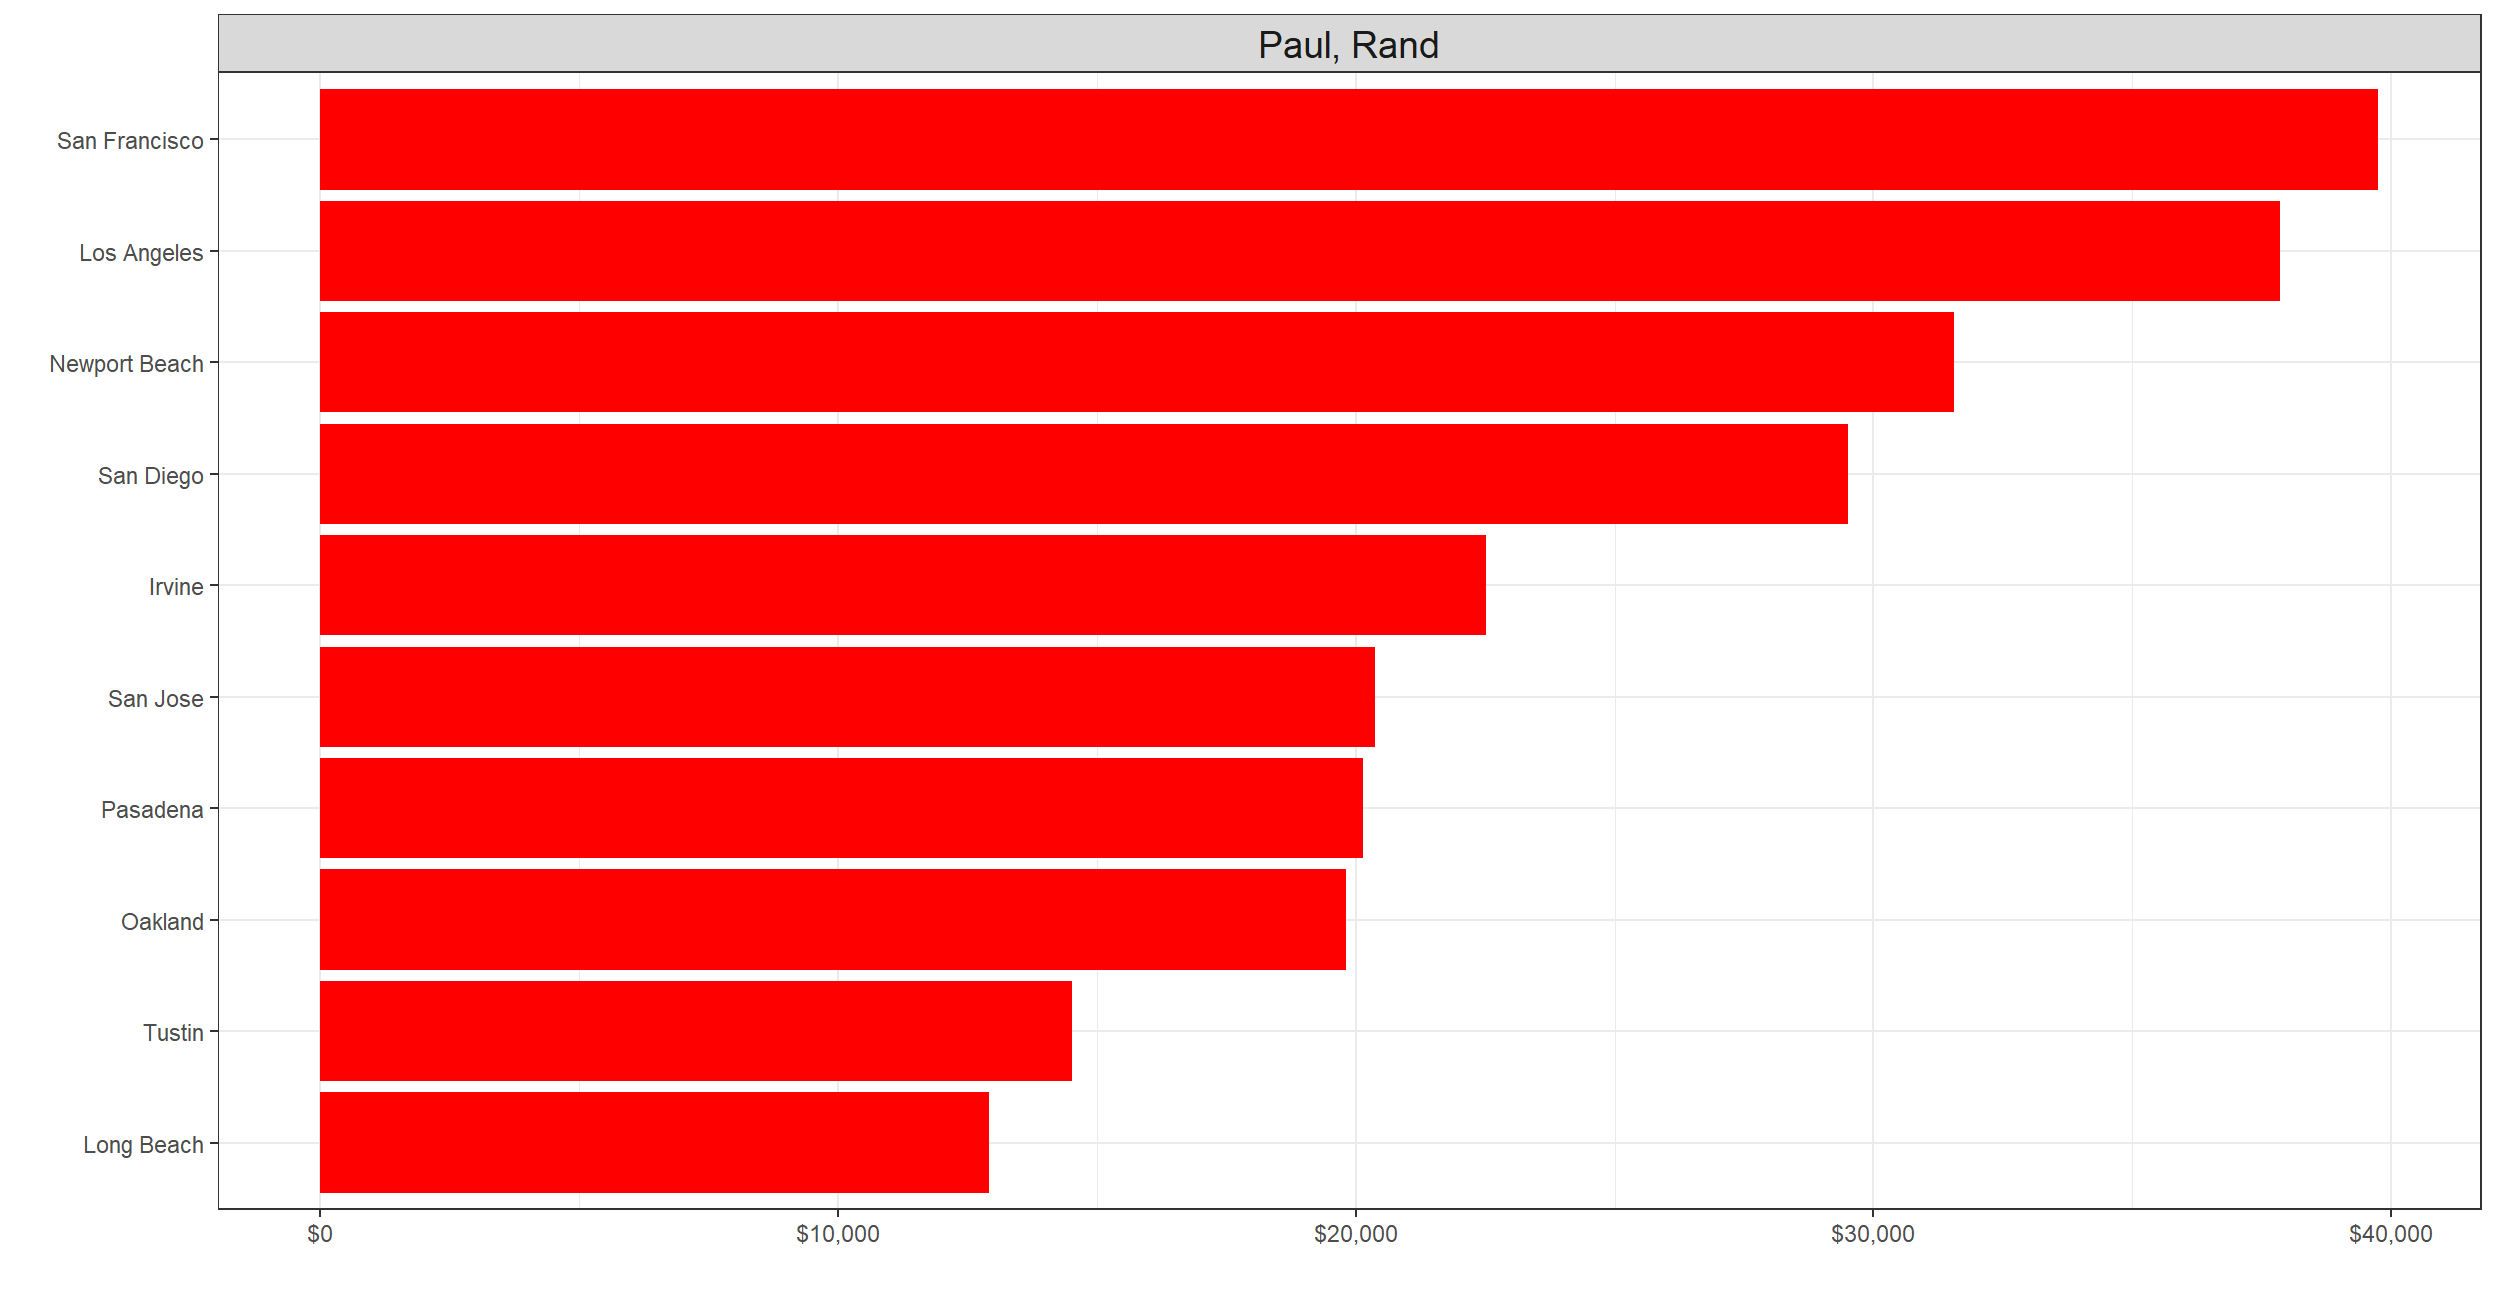 Paul, Rand
San Francisco
Los Angeles
Newport Beach
San Diego
Irvine
San Jose
Pasadena
Oakland
Tustin
Long Beach
$0 $10,000 $20,000 $30,000 $40,000